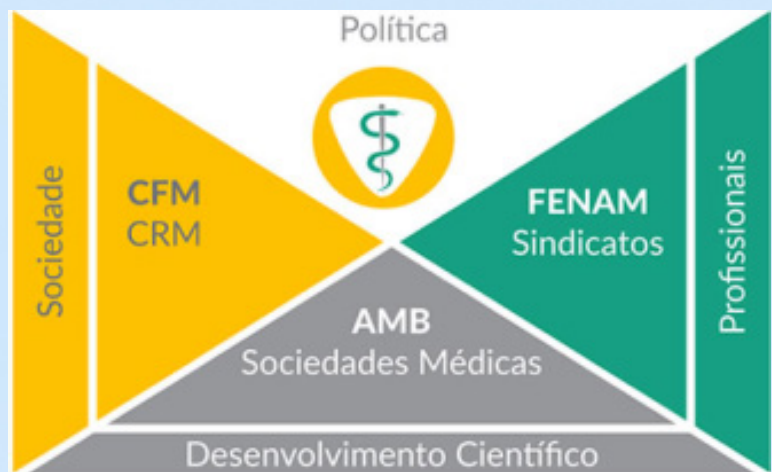 Política
Sociedade
CFM
CRM
FENAM
Sindicatos
Profissionais
AMB
Sociedades Médicas
Desenvolvimento Científico